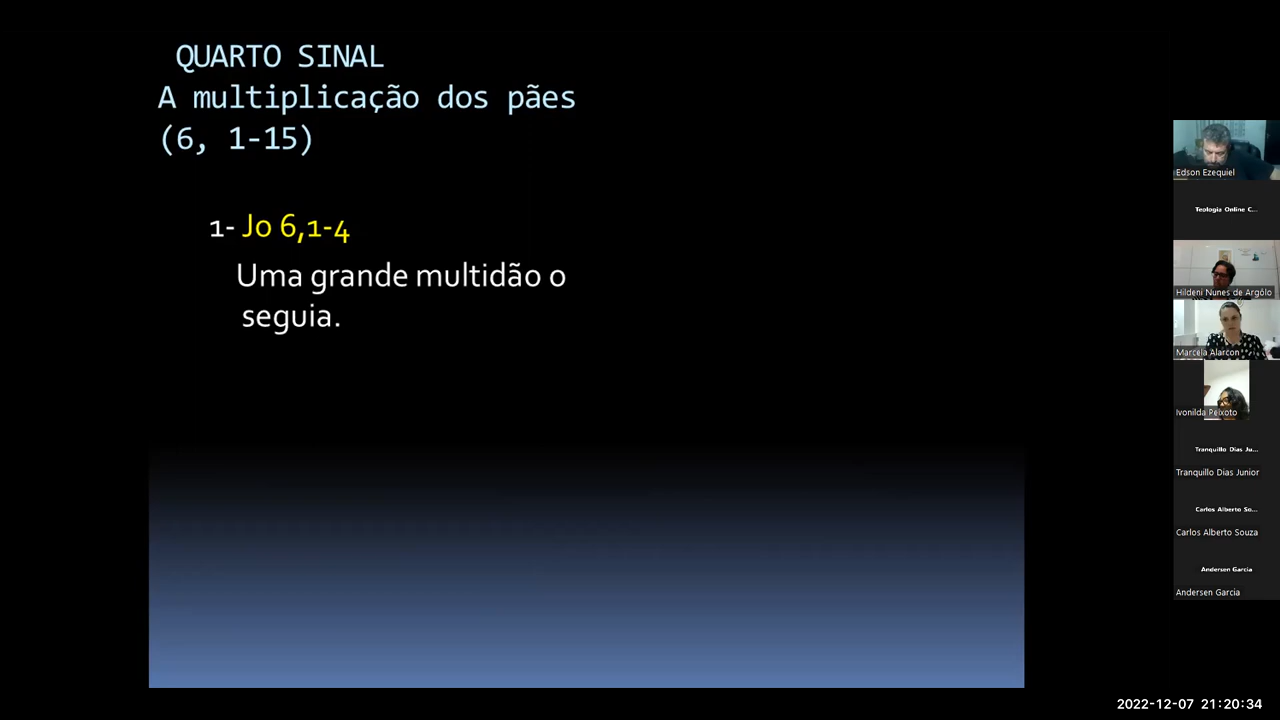 QUARTO SINAL
A multiplicação dos pães
(6, 1-15)
1- Jo 6,1-4
Uma grande multidão o
seguia.
Edson Ezequiel
Teologia Online C...
Hildeni Nunes de Argôlo
Marcela Alarcon
Ivonilda Peixoto
Tranquillo Dias Ju...
Tranquillo Dias Junior
Carlos Alberto So...
Carlos Alberto Souza
Andersen Garcia
Andersen Garcia
2022-12-07 21:20:34